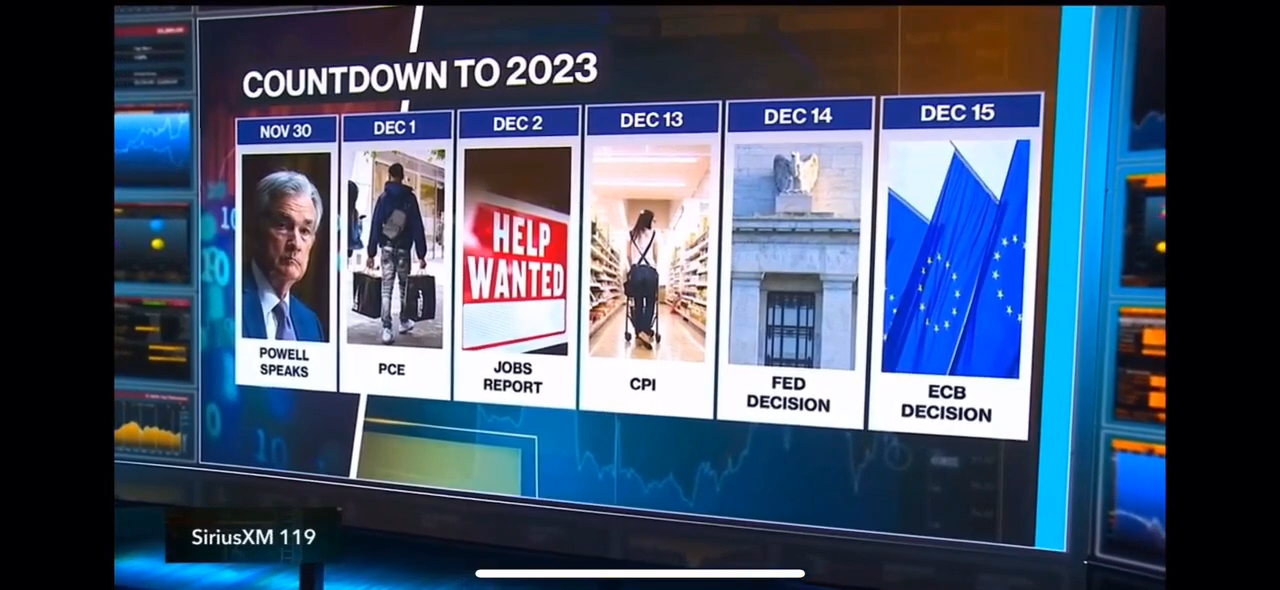 COUNTDOWN TO 2023
NOV 30
DEC 1
DEC 2
DEC 13
DEC 14
DEC 15
HELP
WANTED
POWELL
SPEAKS
PCE
JOBS
REPORT
CPI
FED
DECISION
ECB
DECISION
SiriusXM 119